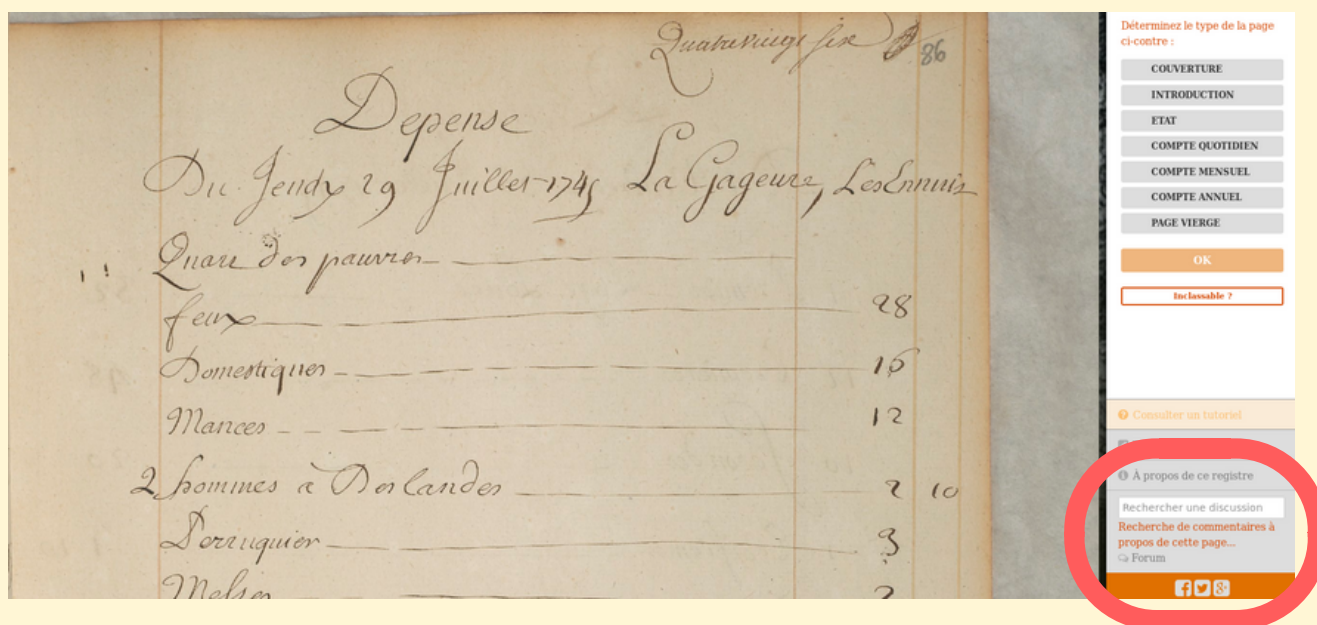 Quatrevingt six
86
Depense
Du Jeudy 29 Juillet 1745 La Gageure, Les Ennuis
Quart des pauvres
feux 28
Domestiques 16
Mances 12
2 hommes a Deslandes 2 10
Perruquier 3
Melser 2
Déterminez le type de la page
ci-contre :
COUVERTURE
INTRODUCTION
ETAT
COMPTE QUOTIDIEN
COMPTE MENSUEL
COMPTE ANNUEL
PAGE VIERGE
OK
Inclassable ?
Consulter un tutoriel
À propos de ce registre
Rechercher une discussion
Recherche de commentaires à
propos de cette page...
Forum